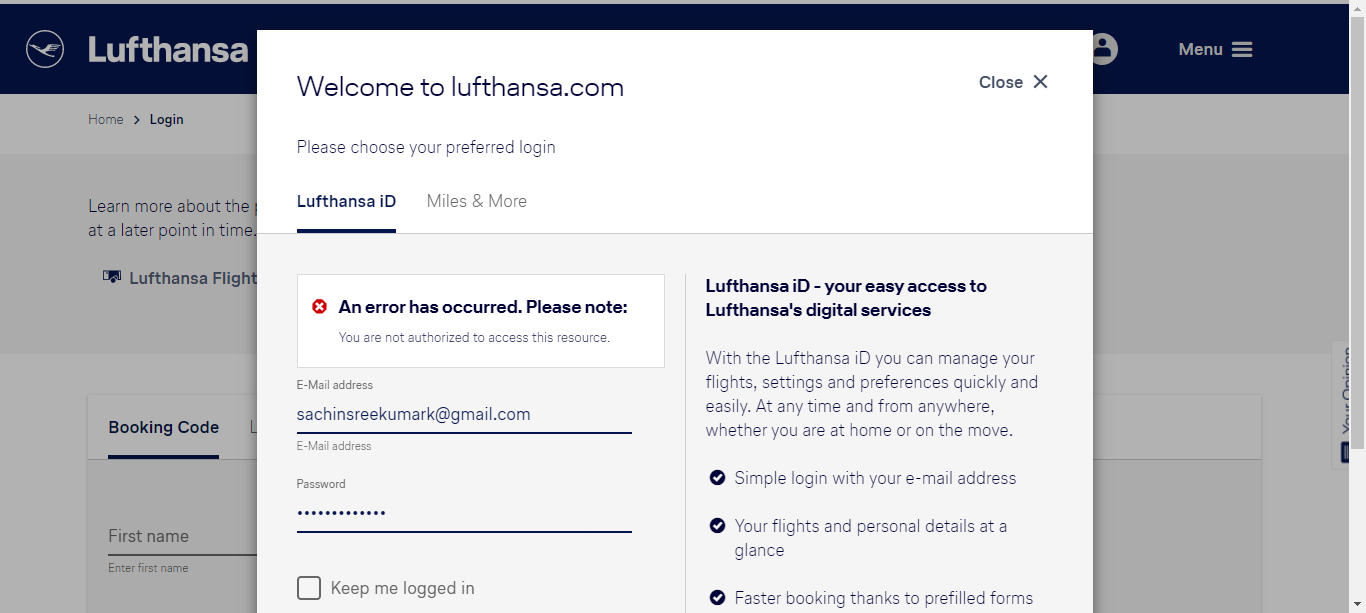 Lufthansa
Menu
Welcome to lufthansa.com
Close
Home > Login
Please choose your preferred login
Lufthansa iD
Miles & More
Learn more about the
at a later point in time.
Lufthansa Flight
An error has occurred. Please note:
You are not authorized to access this resource.
E-Mail address
sachinsreekumark@gmail.com
E-Mail address
Password
•••••••••••••
Keep me logged in
Lufthansa iD - your easy access to
Lufthansa's digital services
With the Lufthansa iD you can manage your
flights, settings and preferences quickly and
easily. At any time and from anywhere,
whether you are at home or on the move.
Simple login with your e-mail address
Your flights and personal details at a
glance
Faster booking thanks to prefilled forms
Booking Code
First name
Enter first name
Your Opinion